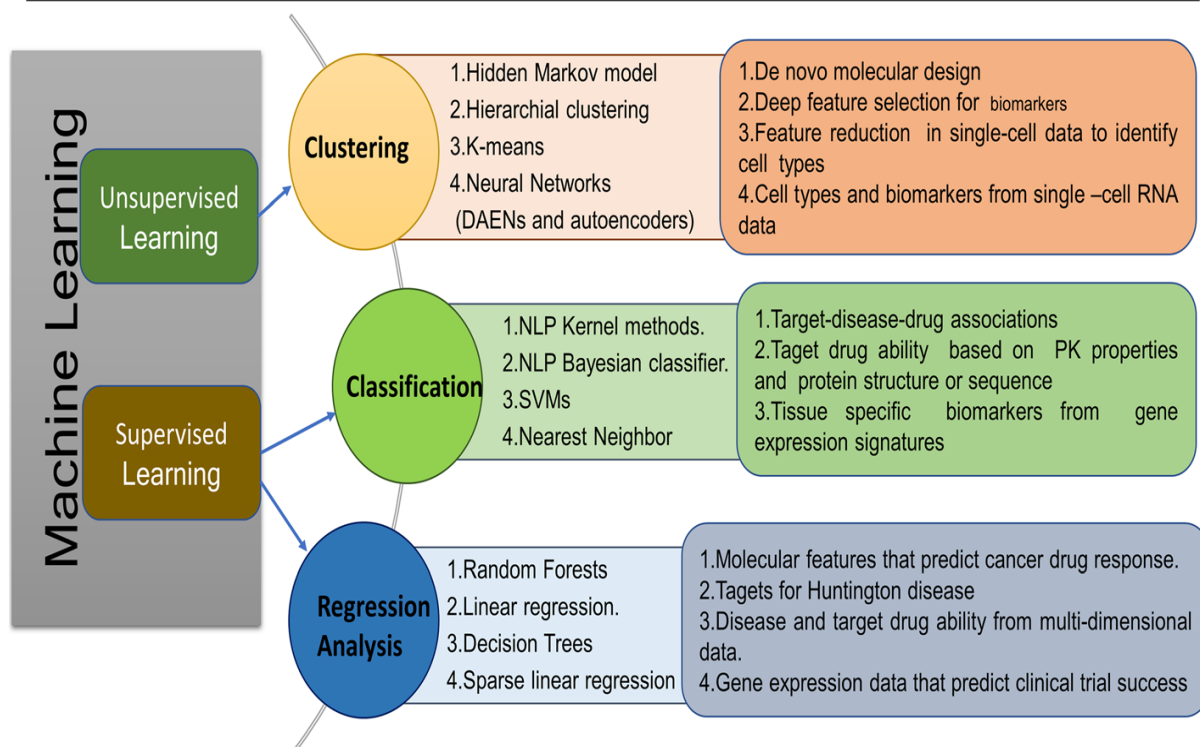 Machine Learning
Unsupervised
Learning
Supervised
Learning
Clustering
1.Hidden Markov model
2.Hierarchial clustering
3.K-means
4.Neural Networks
(DAENs and autoencoders)
1.De novo molecular design
2.Deep feature selection for biomarkers
3.Feature reduction in single-cell data to identify
cell types
4.Cell types and biomarkers from single –cell RNA
data
Classification
1.NLP Kernel methods.
2.NLP Bayesian classifier.
3.SVMs
4.Nearest Neighbor
1.Target-disease-drug associations
2.Taget drug ability based on PK properties
and protein structure or sequence
3.Tissue specific biomarkers from gene
expression signatures
Regression
Analysis
1.Random Forests
2.Linear regression.
3.Decision Trees
4.Sparse linear regression
1.Molecular features that predict cancer drug response.
2.Tagets for Huntington disease
3.Disease and target drug ability from multi-dimensional
data.
4.Gene expression data that predict clinical trial success